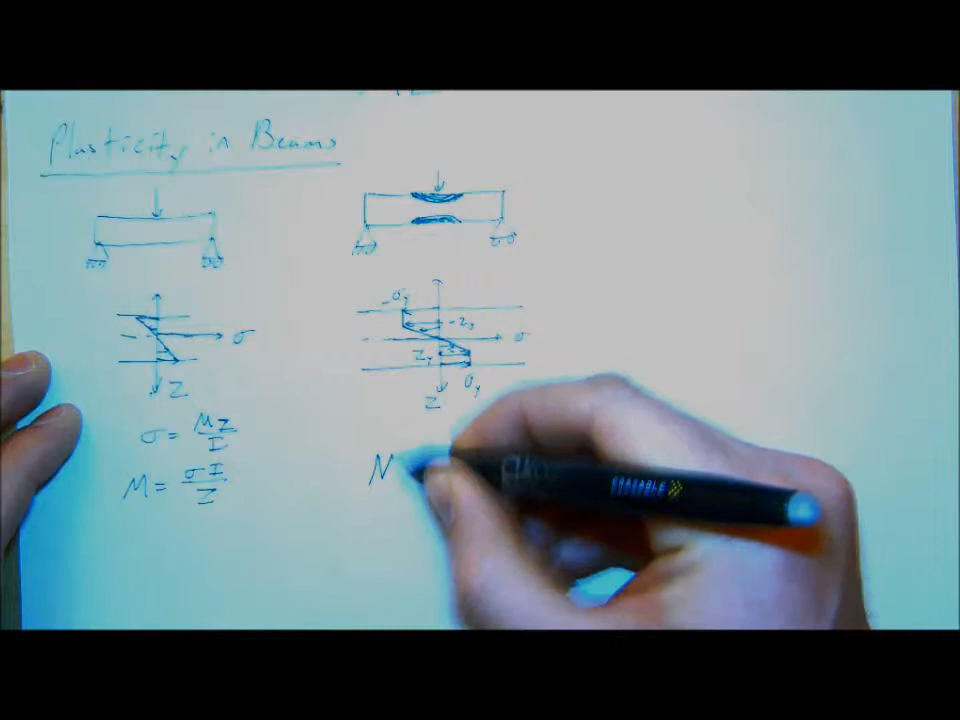 Plasticity in Beams
-σy
-Zy
σ
σ
Zy
Z
σy
Z
σ = MZ/I
M = σI/Z
M
ERASABLE